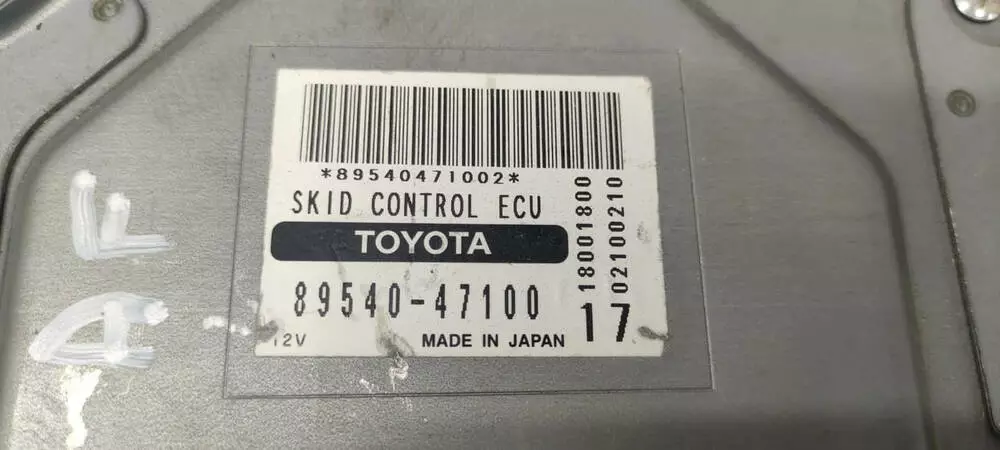 *89540471002*
SKID CONTROL ECU
TOYOTA
89540-47100
12V
MADE IN JAPAN
17
18001800
02100210